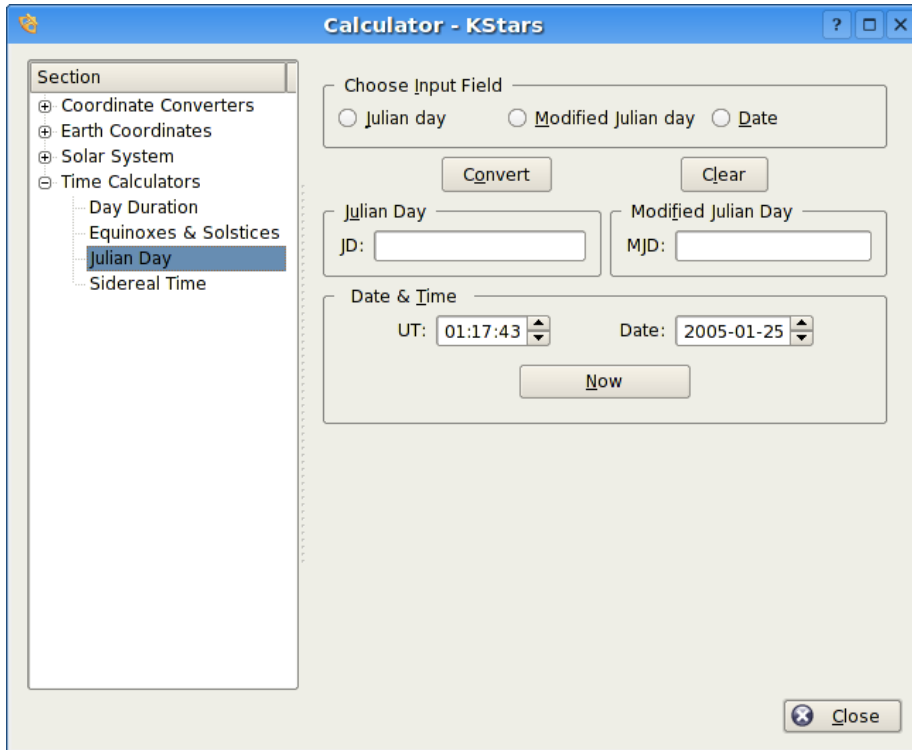 Calculator - KStars
Section
Coordinate Converters
Earth Coordinates
Solar System
Time Calculators
Day Duration
Equinoxes & Solstices
Julian Day
Sidereal Time
Choose Input Field
Julian day Modified Julian day Date
Convert Clear
Julian Day Modified Julian Day
JD: MJD:
Date & Time
UT: 01:17:43 Date: 2005-01-25
Now
Close